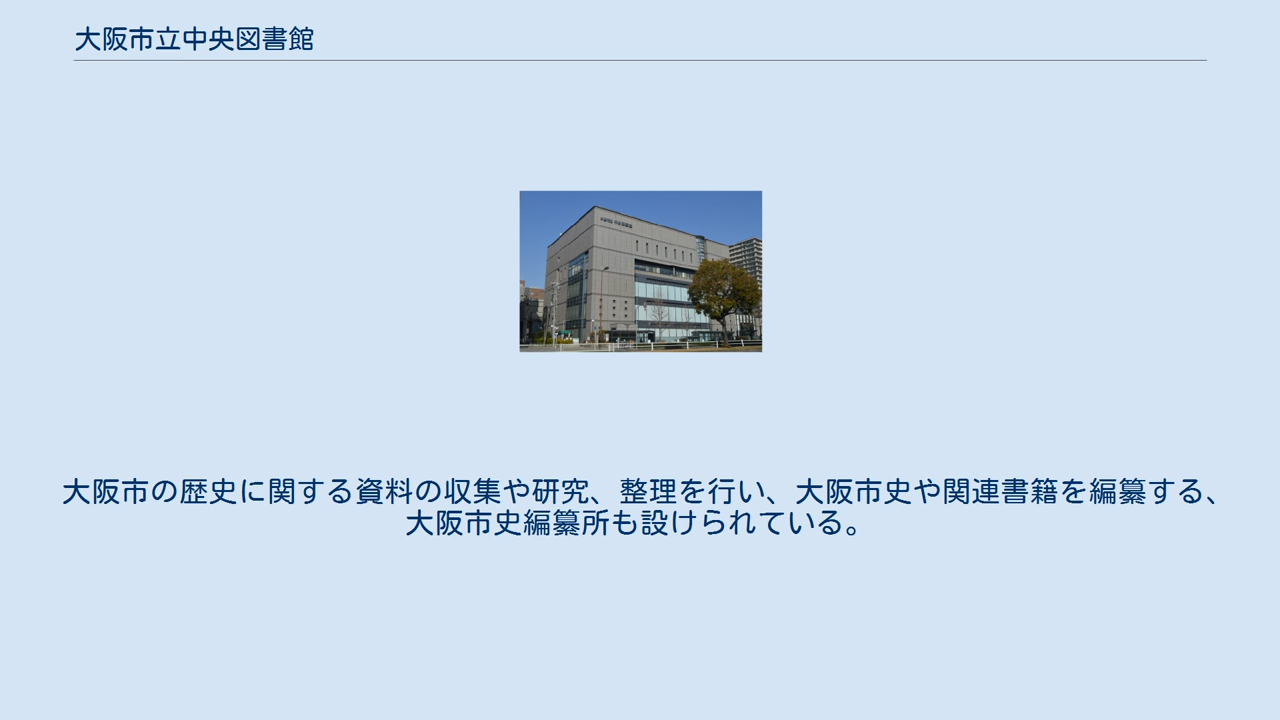 大阪市立中央図書館
大阪市の歴史に関する資料の収集や研究、整理を行い、大阪市史や関連書籍を編纂する、
大阪市史編纂所も設けられている。